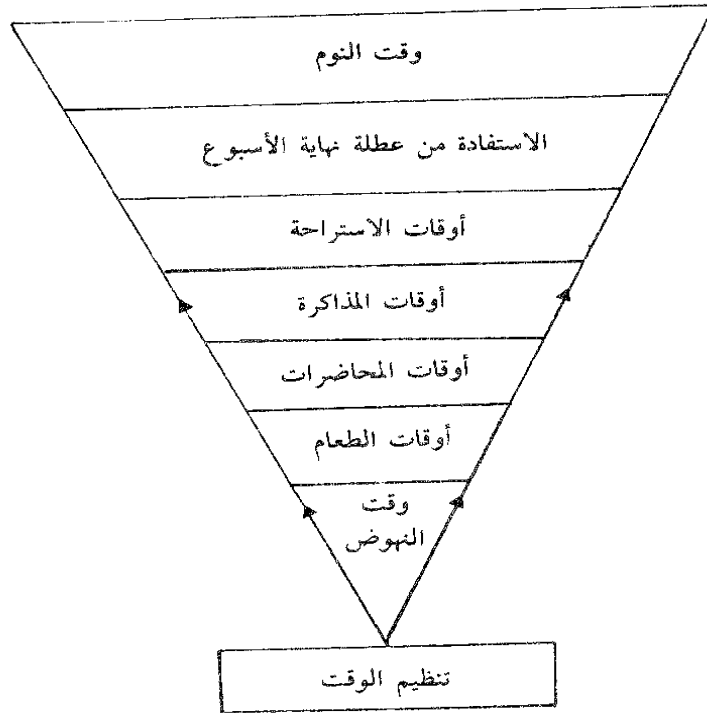 وقت النوم
الاستفادة من عطلة نهاية الأسبوع
أوقات الاستراحة
أوقات المذاكرة
أوقات المحاضرات
أوقات الطعام
وقت
النهوض
تنظيم الوقت